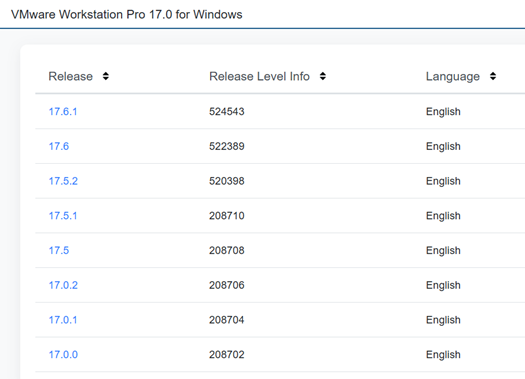 VMware Workstation Pro 17.0 for Windows
Release Release Level Info Language
17.6.1 524543 English
17.6 522389 English
17.5.2 520398 English
17.5.1 208710 English
17.5 208708 English
17.0.2 208706 English
17.0.1 208704 English
17.0.0 208702 English